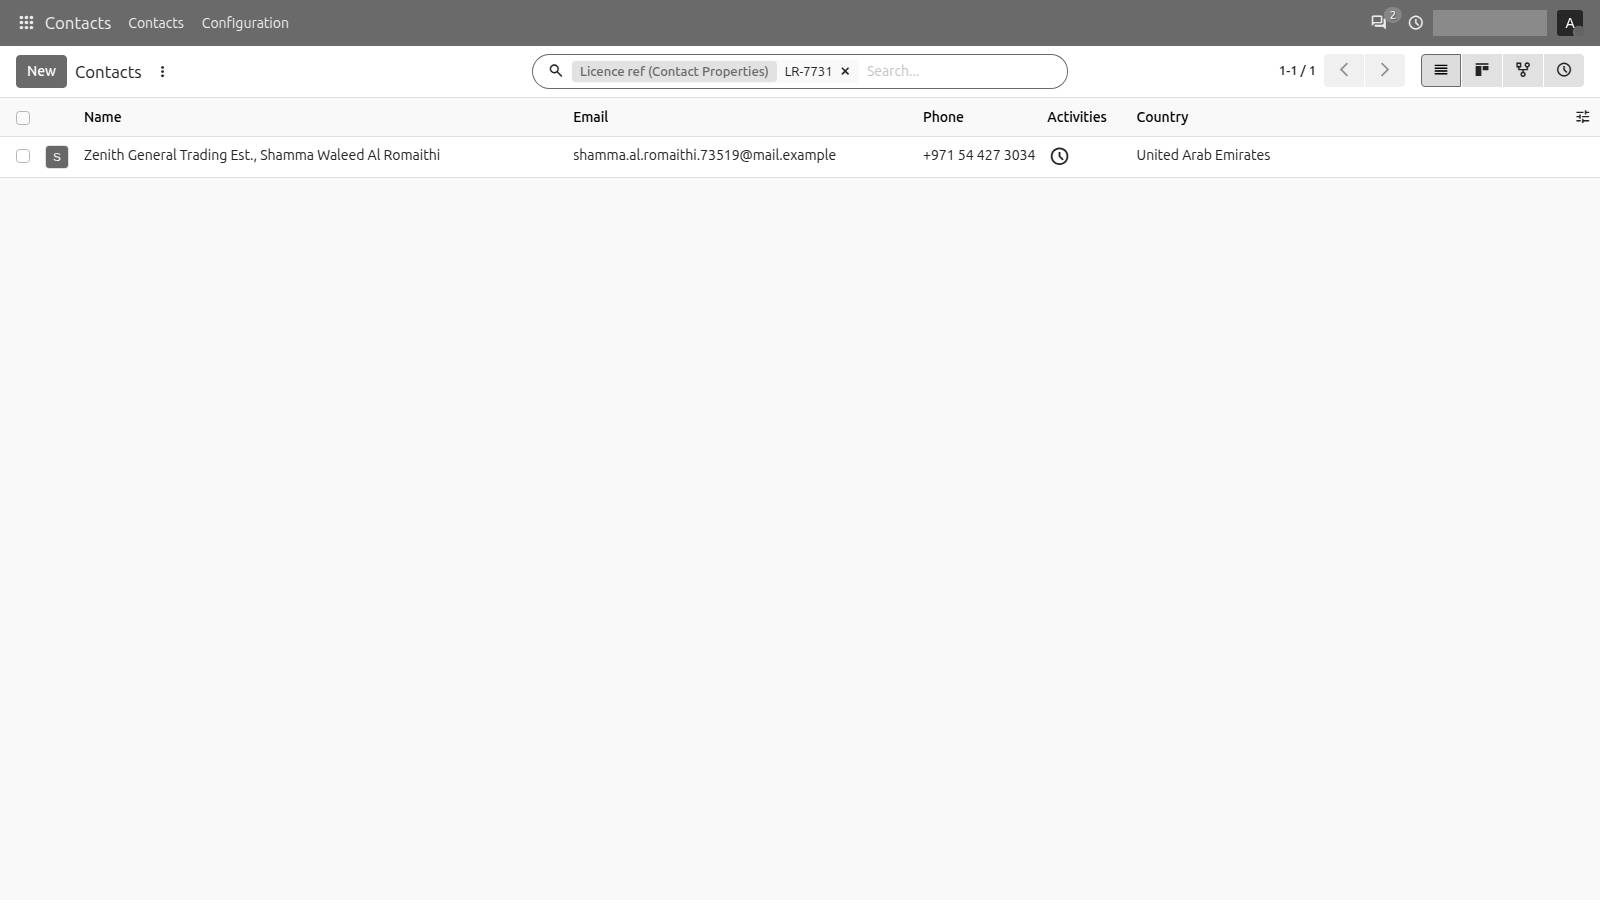 Contacts Contacts Configuration 2 A
New Contacts Licence ref (Contact Properties) LR-7731 Search... 1-1 / 1
Name Email Phone Activities Country
S Zenith General Trading Est., Shamma Waleed Al Romaithi shamma.al.romaithi.73519@mail.example +971 54 427 3034 United Arab Emirates